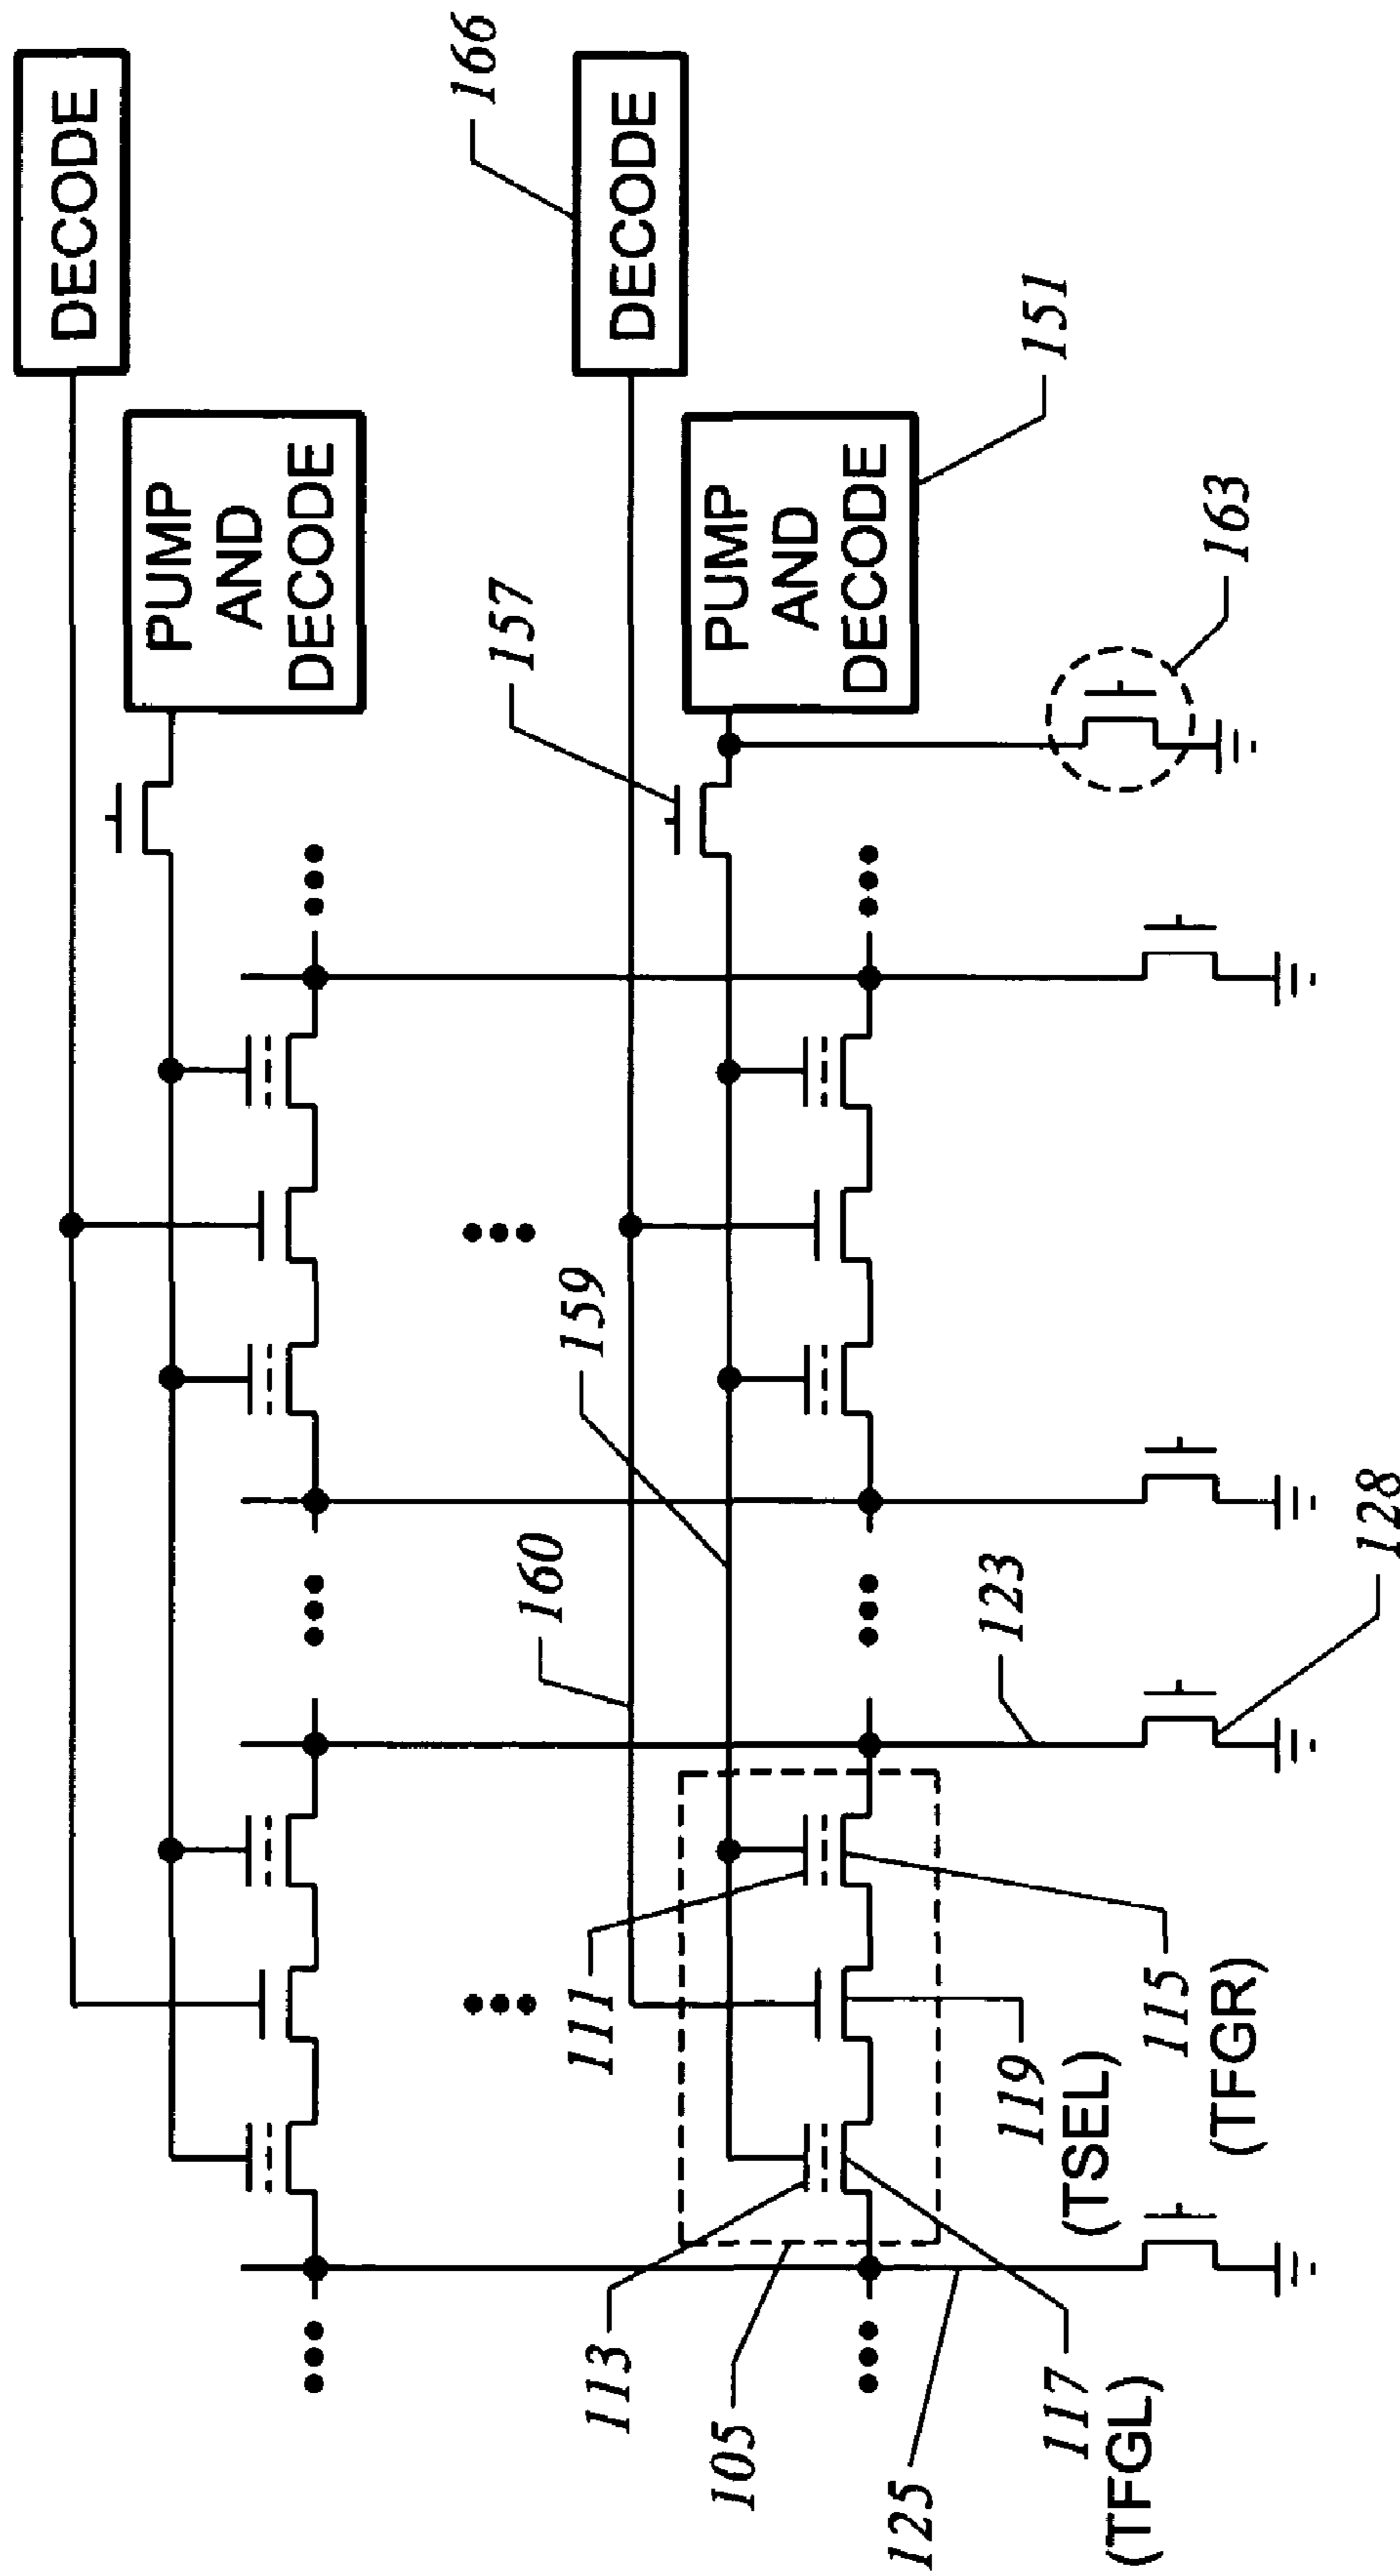 DECODE
PUMP
AND
DECODE
166
DECODE
157
PUMP
AND
DECODE
151
163
159
160
123
128
111
119
(TSEL)
115
(TFGR)
113
105
125
117
(TFGL)